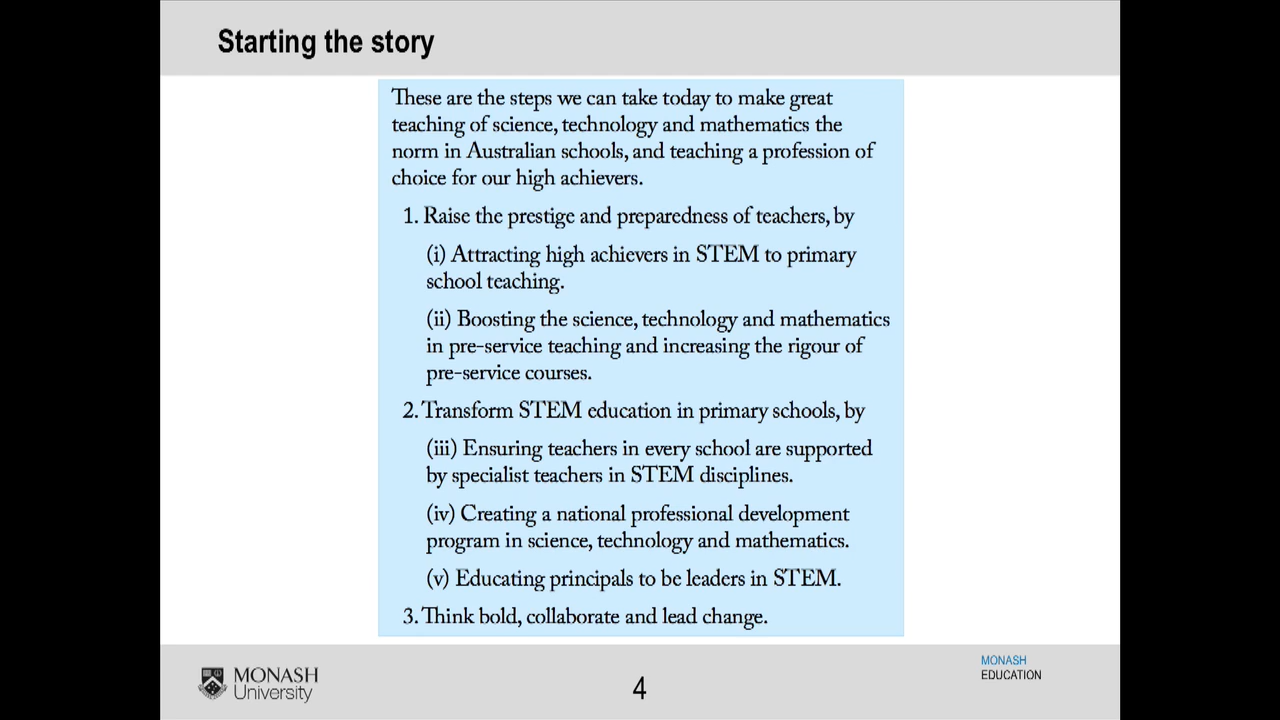 Starting the story
These are the steps we can take today to make great
teaching of science, technology and mathematics the
norm in Australian schools, and teaching a profession of
choice for our high achievers.
1. Raise the prestige and preparedness of teachers, by
(i) Attracting high achievers in STEM to primary
school teaching.
(ii) Boosting the science, technology and mathematics
in pre-service teaching and increasing the rigour of
pre-service courses.
2. Transform STEM education in primary schools, by
(iii) Ensuring teachers in every school are supported
by specialist teachers in STEM disciplines.
(iv) Creating a national professional development
program in science, technology and mathematics.
(v) Educating principals to be leaders in STEM.
3. Think bold, collaborate and lead change.
MONASH
University
4
MONASH
EDUCATION